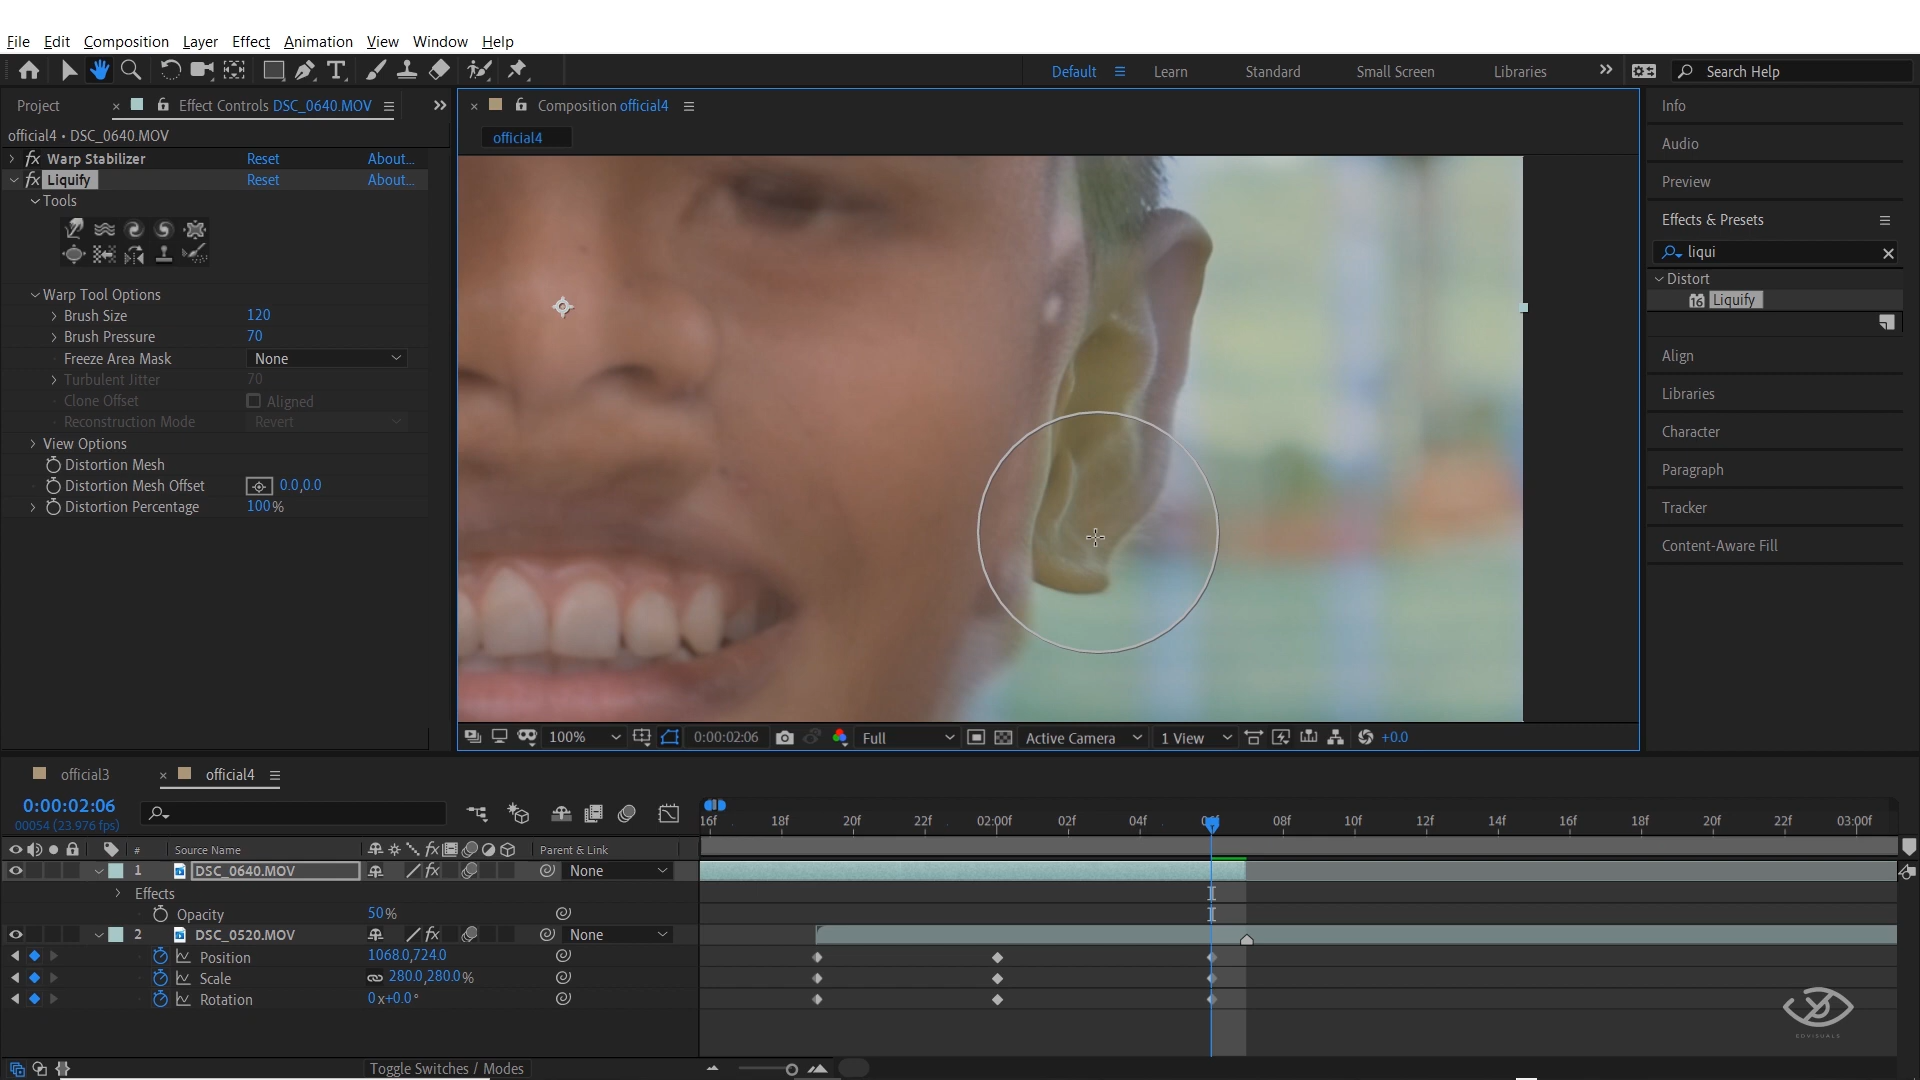 File Edit Composition Layer Effect Animation View Window Help
Default Learn Standard Small Screen Libraries Search Help
Project Effect Controls DSC_0640.MOV
Composition official4
official4 • DSC_0640.MOV
official4
Warp Stabilizer Reset About...
Liquify Reset About...
Tools
Warp Tool Options
Brush Size 120
Brush Pressure 70
Freeze Area Mask None
Turbulent Jitter 70
Clone Offset Aligned
Reconstruction Mode Revert
View Options
Distortion Mesh
Distortion Mesh Offset 0.0,0.0
Distortion Percentage 100%
100% 0:00:02:06 Full Active Camera 1 View +0.0
Info
Audio
Preview
Effects & Presets
liqui
Distort
16 Liquify
Align
Libraries
Character
Paragraph
Tracker
Content-Aware Fill
official3 official4
0:00:02:06
00054 (23.976 fps)
16f 18f 20f 22f 02:00f 02f 04f 06f 08f 10f 12f 14f 16f 18f 20f 22f 03:00f
# Source Name Parent & Link
1 DSC_0640.MOV None
Effects
Opacity 50%
2 DSC_0520.MOV None
Position 1068.0,724.0
Scale 280.0,280.0%
Rotation 0x+0.0°
Toggle Switches / Modes
EDVISUALS